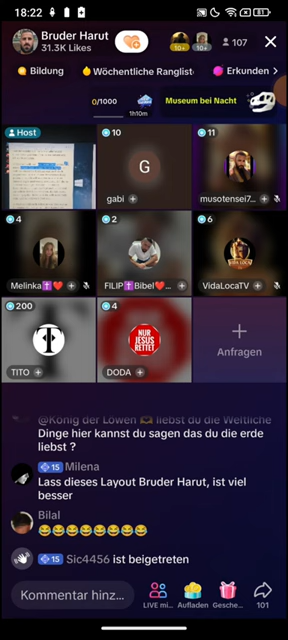 18:22
81
Bruder Harut
31.3K Likes
10+
10+
107
Bildung
Wöchentliche Ranglist
Erkunden
0/1000
1h10m
Museum bei Nacht
Host
10
G
gabi
11
musotensei7...
4
Melinka✝️❤️
2
FILIP✝️Bibel❤️...
6
VidaLocaTV
200
T
TITO
4
NUR
JESUS
RETTET
DODA
Anfragen
@König der Löwen 🫶 liebst du die Weltliche
Dinge hier kannst du sagen das du die erde
liebst ?
15 Milena
Lass dieses Layout Bruder Harut, ist viel
besser
Bilal
😂😂😂😂😂😂😂😂😂
15 Sic4456 ist beigetreten
Kommentar hinz...
LIVE mi...
Aufladen
Gesche...
101